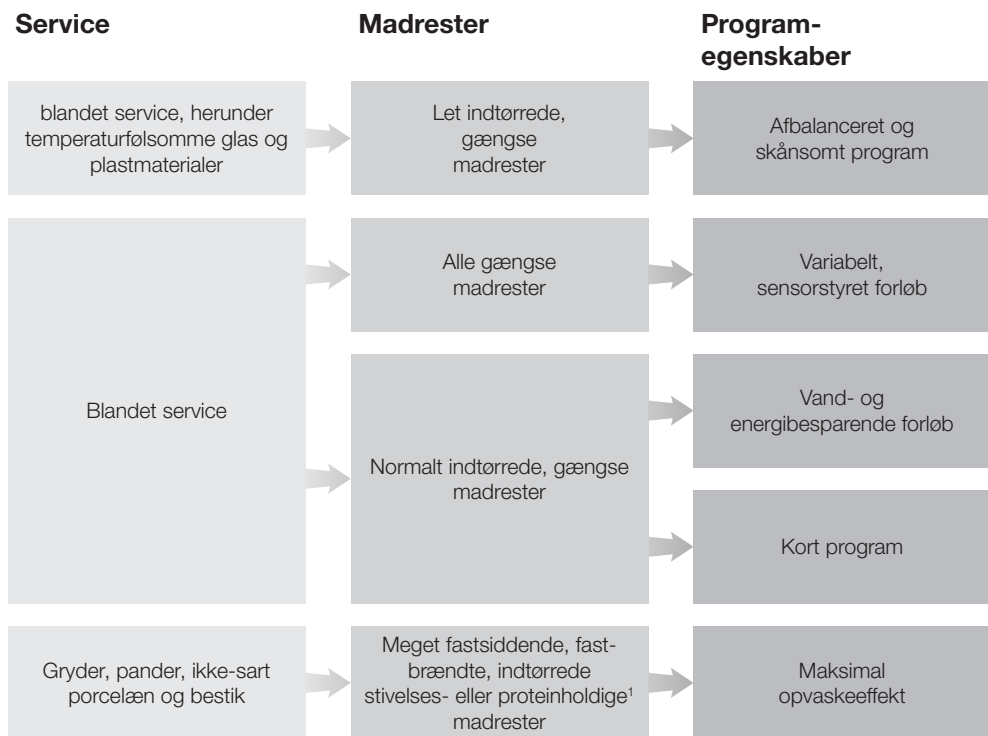 Service
Madrester
Program-
egenskaber
blandet service, herunder
temperaturfølsomme glas og
plastmaterialer
Let indtørrede,
gængse
madrester
Afbalanceret og
skånsomt program
Blandet service
Alle gængse
madrester
Variabelt,
sensorstyret forløb
Normalt indtørrede, gængse
madrester
Vand- og
energibesparende forløb
Kort program
Gryder, pander, ikke-sart
porcelæn og bestik
Meget fastsiddende, fast-
brændte, indtørrede
stivelses- eller proteinholdige¹
madrester
Maksimal
opvaskeeffekt